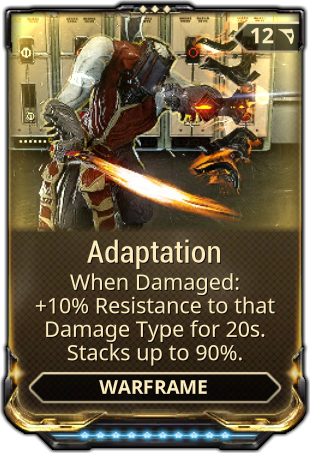 12
Adaptation
When Damaged:
+10% Resistance to that
Damage Type for 20s.
Stacks up to 90%.
WARFRAME